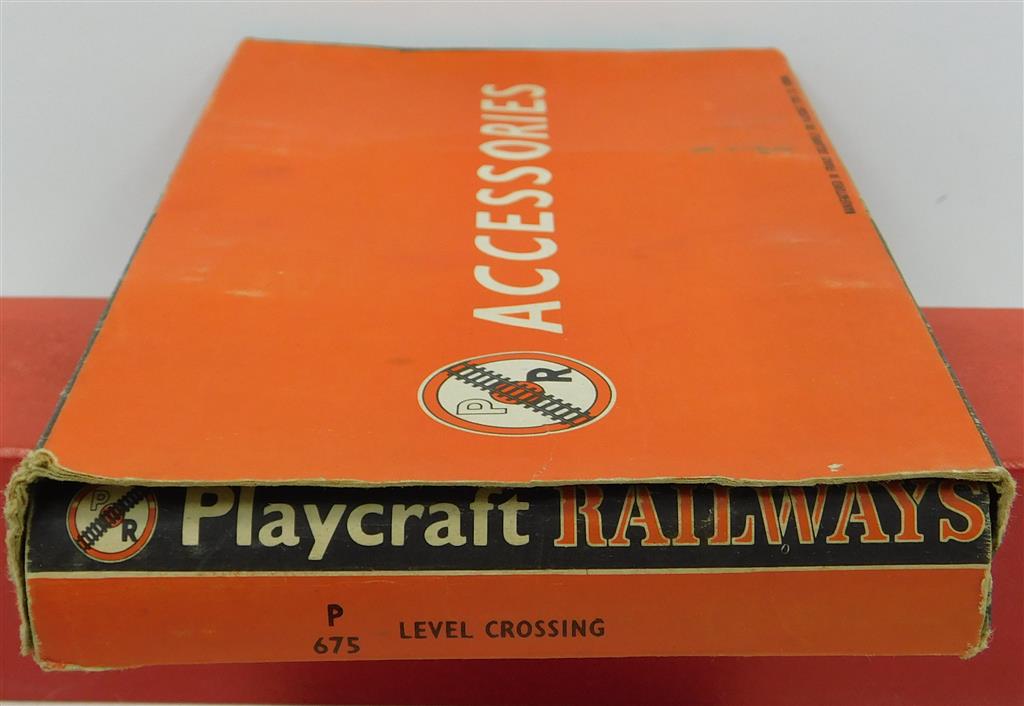 ACCESSORIES
P R
P R
Playcraft RAILWAYS
P
675 LEVEL CROSSING